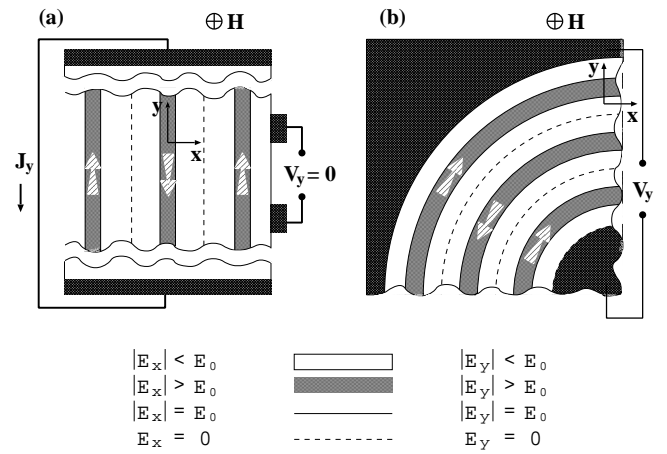 (a) ⊕ H (b) ⊕ H
y y
x x
J_y V_y = 0 V_y
|E_x| < E_0 |E_y| < E_0
|E_x| > E_0 |E_y| > E_0
|E_x| = E_0 |E_y| = E_0
E_x = 0 E_y = 0